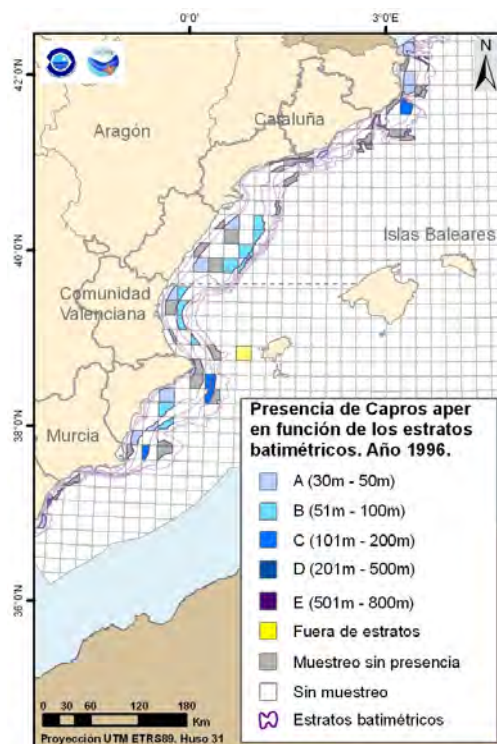 0°0'
3°0'E
N
42°0'N
Cataluña
Aragón
40°0'N
Islas Baleares
Comunidad
Valenciana
38°0'N
Murcia
36°0'N
Presencia de Capros aper
en función de los estratos
batimétricos. Año 1996.
A (30m - 50m)
B (51m - 100m)
C (101m - 200m)
D (201m - 500m)
E (501m - 800m)
Fuera de estratos
Muestreo sin presencia
Sin muestreo
Estratos batimétricos
0 30 60 120 180
Km
Proyección UTM ETRS89. Huso 31